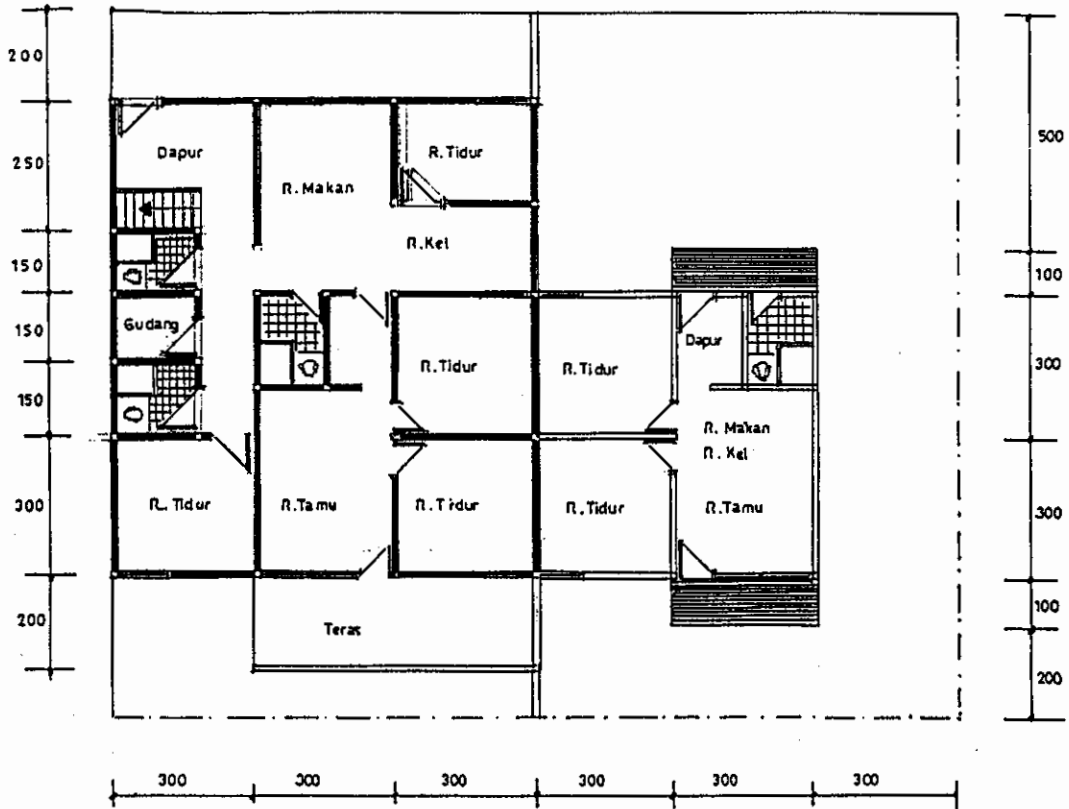 200
250
150
150
150
300
200
500
100
300
300
100
200
Dapur
R. Makan
R. Tidur
R. Kel
Gudang
R. Tidur
R. Tidur
Dapur
R. Makan
R. Kel
R. Tidur
R. Tamu
R. Tidur
R. Tidur
R. Tamu
Teras
300
300
300
300
300
300